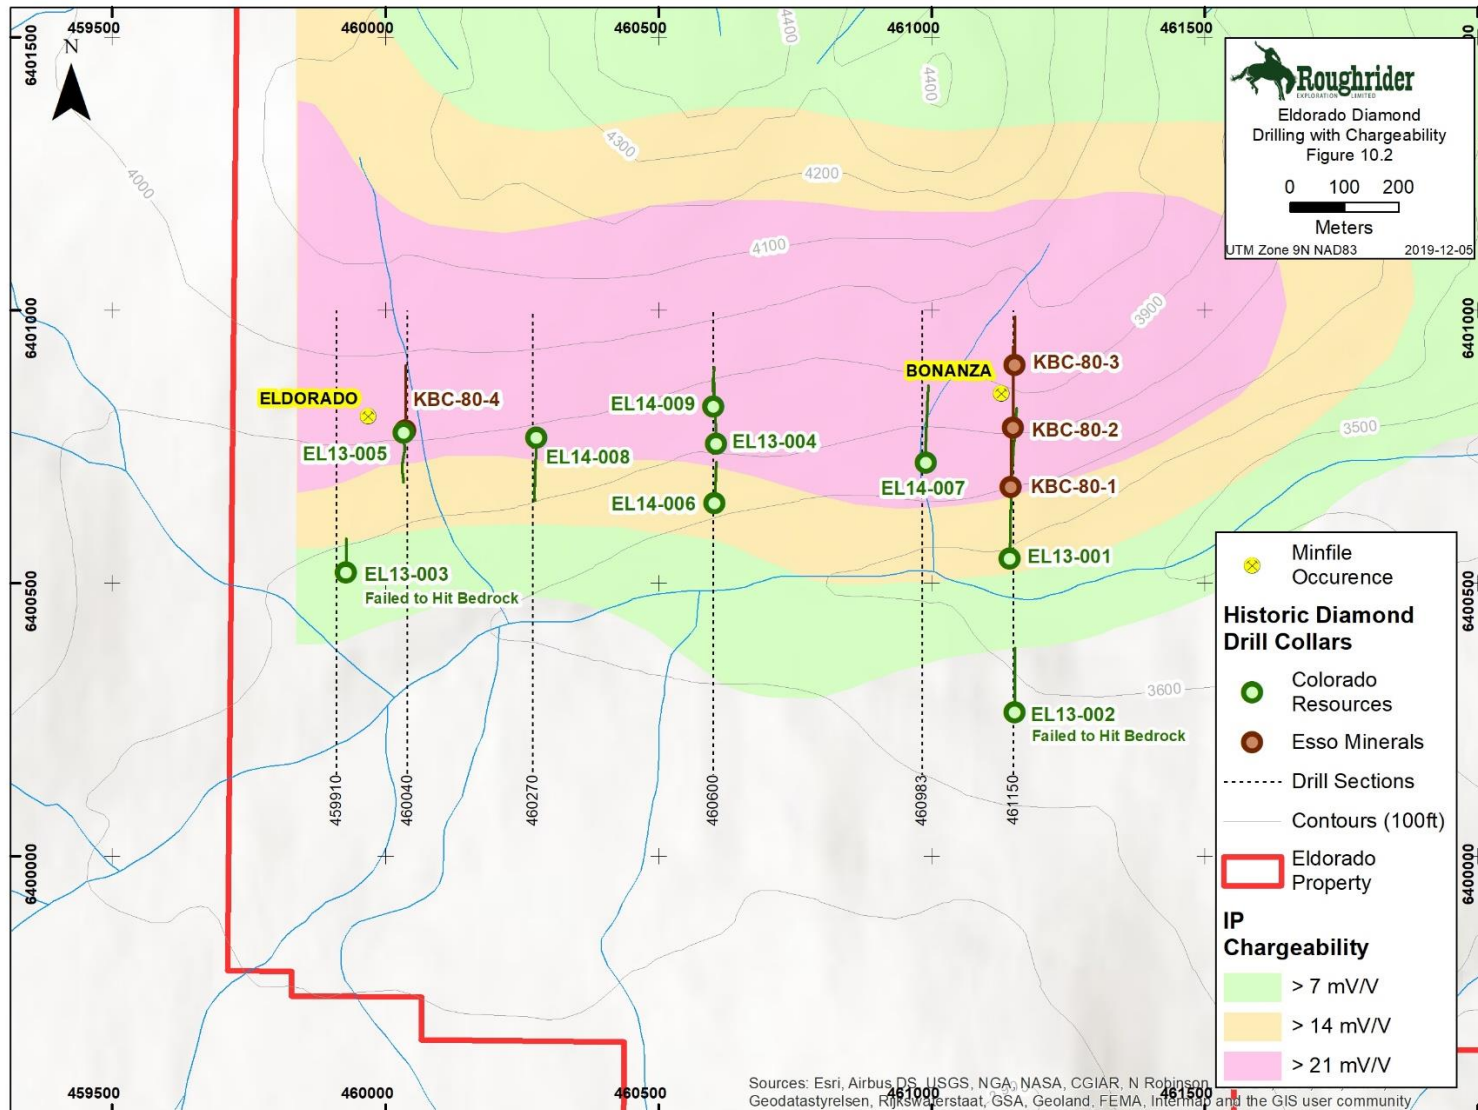 459500
460000
460500
461000
461500
6401500
N
4400
4400
Roughrider
EXPLORATION LIMITED
Eldorado Diamond
Drilling with Chargeability
Figure 10.2
0 100 200
Meters
UTM Zone 9N NAD83 2019-12-05
4300
4200
4000
4100
6401000
6401000
3900
BONANZA
KBC-80-3
ELDORADO
KBC-80-4
EL14-009
EL13-004
KBC-80-2
3500
EL13-005
EL14-008
EL14-007
KBC-80-1
EL14-006
EL13-001
EL13-003
Failed to Hit Bedrock
6400500
6400500
3600
EL13-002
Failed to Hit Bedrock
459910
460040
460270
460600
460983
461150
6400000
6400000
Minfile
Occurence
Historic Diamond
Drill Collars
Colorado
Resources
Esso Minerals
Drill Sections
Contours (100ft)
Eldorado
Property
IP
Chargeability
> 7 mV/V
> 14 mV/V
> 21 mV/V
Sources: Esri, Airbus DS, USGS, NGA, NASA, CGIAR, N Robinson,
Geodatastyrelsen, Rijkswaterstaat, GSA, Geoland, FEMA, Intermap and the GIS user community
459500
460000
460500
461000
461500